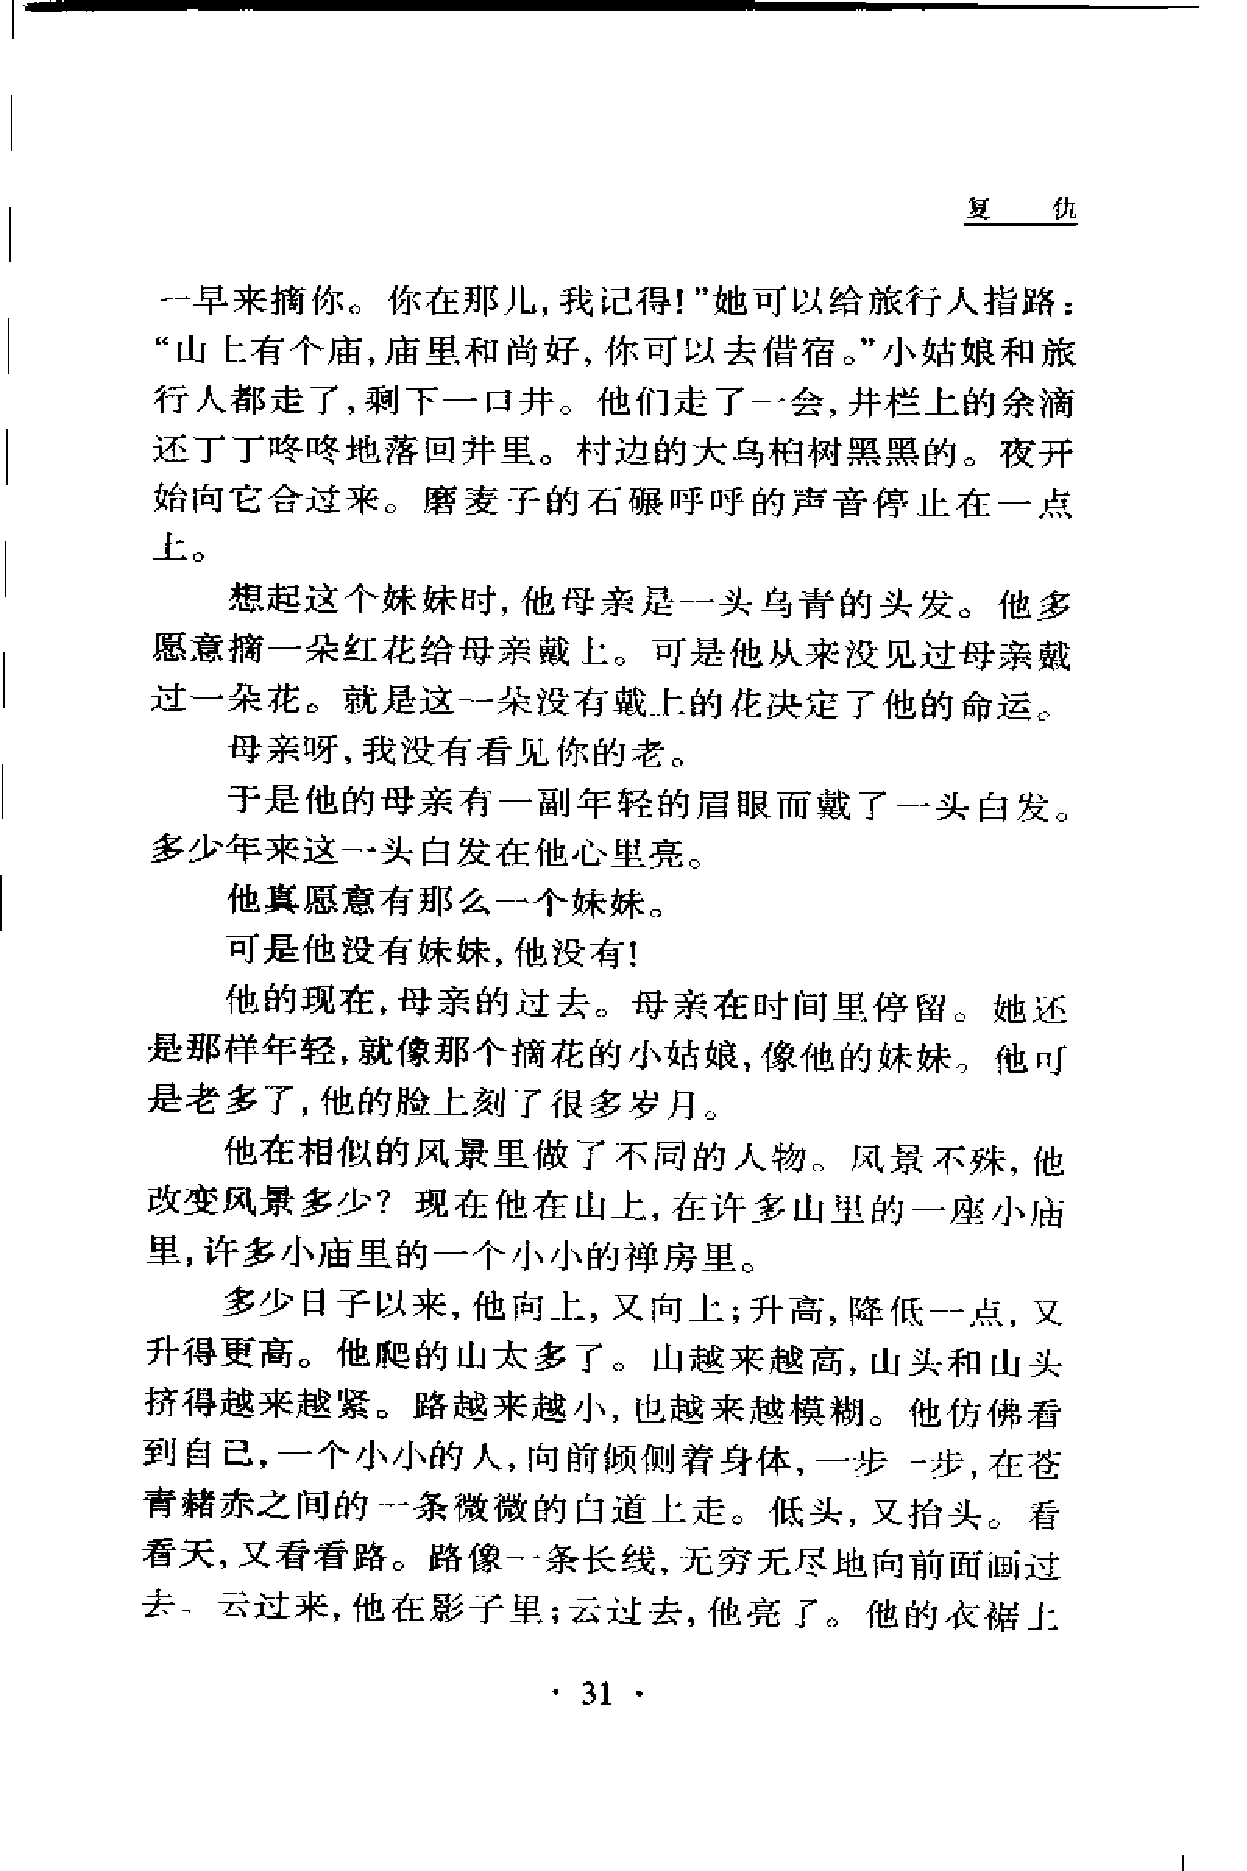 复 仇
一早来摘你。你在那儿,我记得!”她可以给旅行人指路:
“山上有个庙,庙里和尚好,你可以去借宿。”小姑娘和旅
行人都走了,剩下一口井。他们走了一会,井栏上的余滴
还丁丁咚咚地落回井里。村边的大乌桕树黑黑的。夜开
始向它合过来。磨麦子的石碾呼呼的声音停止在一点
上。
想起这个妹妹时,他母亲是一头乌青的头发。他多
愿意摘一朵红花给母亲戴上。可是他从来没见过母亲戴
过一朵花。就是这一朵没有戴上的花决定了他的命运。
母亲呀,我没有看见你的老。
于是他的母亲有一副年轻的眉眼而戴了一头白发。
多少年来这一头白发在他心里亮。
他真愿意有那么一个妹妹。
可是他没有妹妹,他没有!
他的现在,母亲的过去。母亲在时间里停留。她还
是那样年轻,就像那个摘花的小姑娘,像他的妹妹。他可
是老多了,他的脸上刻了很多岁月。
他在相似的风景里做了不同的人物。风景不殊,他
改变风景多少?现在他在山上,在许多山里的一座小庙
里,许多小庙里的一个小小的禅房里。
多少日子以来,他向上,又向上;升高,降低一点,又
升得更高。他爬的山太多了。山越来越高,山头和山头
挤得越来越紧。路越来越小,也越来越模糊。他仿佛看
到自己,一个小小的人,向前倾侧着身体,一步一步,在苍
青赭赤之间的一条微微的白道上走。低头,又抬头。看
看天,又看看路。路像一条长线,无穷无尽地向前面画过
去。云过来,他在影子里;云过去,他亮了。他的衣裾上
· 31 ·